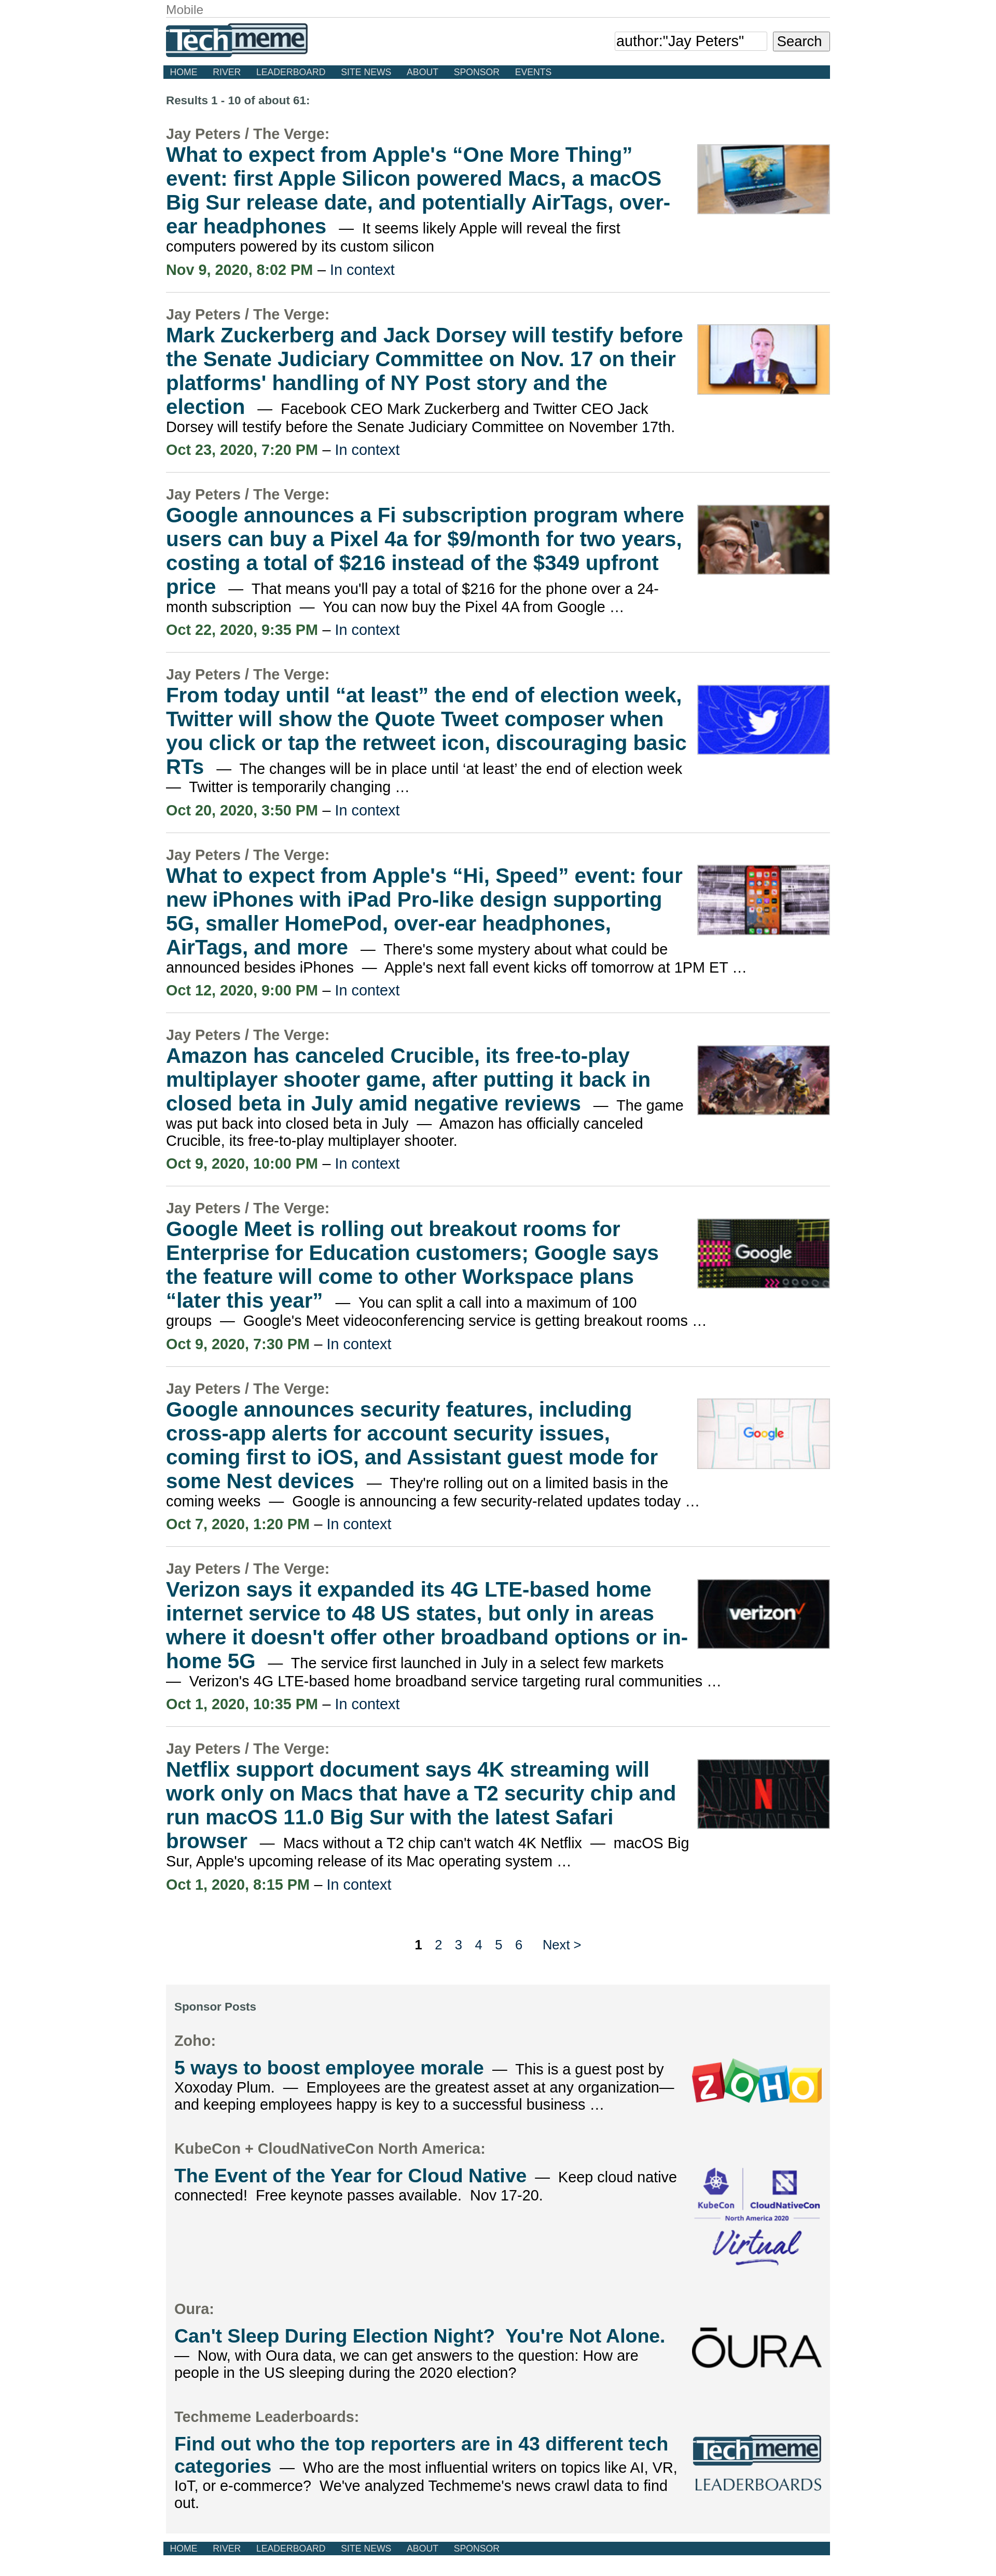 Mobile
Techmeme
author:"Jay Peters"
Search
HOME RIVER LEADERBOARD SITE NEWS ABOUT SPONSOR EVENTS
Results 1 - 10 of about 61:
Jay Peters / The Verge:
What to expect from Apple's “One More Thing”
event: first Apple Silicon powered Macs, a macOS
Big Sur release date, and potentially AirTags, over-
ear headphones — It seems likely Apple will reveal the first
computers powered by its custom silicon
Nov 9, 2020, 8:02 PM – In context
Jay Peters / The Verge:
Mark Zuckerberg and Jack Dorsey will testify before
the Senate Judiciary Committee on Nov. 17 on their
platforms' handling of NY Post story and the
election — Facebook CEO Mark Zuckerberg and Twitter CEO Jack
Dorsey will testify before the Senate Judiciary Committee on November 17th.
Oct 23, 2020, 7:20 PM – In context
Jay Peters / The Verge:
Google announces a Fi subscription program where
users can buy a Pixel 4a for $9/month for two years,
costing a total of $216 instead of the $349 upfront
price — That means you'll pay a total of $216 for the phone over a 24-
month subscription — You can now buy the Pixel 4A from Google …
Oct 22, 2020, 9:35 PM – In context
Jay Peters / The Verge:
From today until “at least” the end of election week,
Twitter will show the Quote Tweet composer when
you click or tap the retweet icon, discouraging basic
RTs — The changes will be in place until ‘at least’ the end of election week
— Twitter is temporarily changing …
Oct 20, 2020, 3:50 PM – In context
Jay Peters / The Verge:
What to expect from Apple's “Hi, Speed” event: four
new iPhones with iPad Pro-like design supporting
5G, smaller HomePod, over-ear headphones,
AirTags, and more — There's some mystery about what could be
announced besides iPhones — Apple's next fall event kicks off tomorrow at 1PM ET …
Oct 12, 2020, 9:00 PM – In context
Jay Peters / The Verge:
Amazon has canceled Crucible, its free-to-play
multiplayer shooter game, after putting it back in
closed beta in July amid negative reviews — The game
was put back into closed beta in July — Amazon has officially canceled
Crucible, its free-to-play multiplayer shooter.
Oct 9, 2020, 10:00 PM – In context
Jay Peters / The Verge:
Google Meet is rolling out breakout rooms for
Enterprise for Education customers; Google says
the feature will come to other Workspace plans
“later this year” — You can split a call into a maximum of 100
groups — Google's Meet videoconferencing service is getting breakout rooms …
Google
Oct 9, 2020, 7:30 PM – In context
Jay Peters / The Verge:
Google announces security features, including
cross-app alerts for account security issues,
coming first to iOS, and Assistant guest mode for
some Nest devices — They're rolling out on a limited basis in the
coming weeks — Google is announcing a few security-related updates today …
Google
Oct 7, 2020, 1:20 PM – In context
Jay Peters / The Verge:
Verizon says it expanded its 4G LTE-based home
internet service to 48 US states, but only in areas
where it doesn't offer other broadband options or in-
home 5G — The service first launched in July in a select few markets
— Verizon's 4G LTE-based home broadband service targeting rural communities …
verizon
Oct 1, 2020, 10:35 PM – In context
Jay Peters / The Verge:
Netflix support document says 4K streaming will
work only on Macs that have a T2 security chip and
run macOS 11.0 Big Sur with the latest Safari
browser — Macs without a T2 chip can't watch 4K Netflix — macOS Big
Sur, Apple's upcoming release of its Mac operating system …
N
Oct 1, 2020, 8:15 PM – In context
1 2 3 4 5 6 Next >
Sponsor Posts
Zoho:
5 ways to boost employee morale — This is a guest post by
Xoxoday Plum. — Employees are the greatest asset at any organization—
and keeping employees happy is key to a successful business …
ZOHO
KubeCon + CloudNativeCon North America:
The Event of the Year for Cloud Native — Keep cloud native
connected! Free keynote passes available. Nov 17-20.
KubeCon CloudNativeCon
North America 2020
Virtual
Oura:
Can't Sleep During Election Night? You're Not Alone.
— Now, with Oura data, we can get answers to the question: How are
people in the US sleeping during the 2020 election?
ŌURA
Techmeme Leaderboards:
Find out who the top reporters are in 43 different tech
categories — Who are the most influential writers on topics like AI, VR,
IoT, or e-commerce? We've analyzed Techmeme's news crawl data to find
out.
Techmeme
LEADERBOARDS
HOME RIVER LEADERBOARD SITE NEWS ABOUT SPONSOR